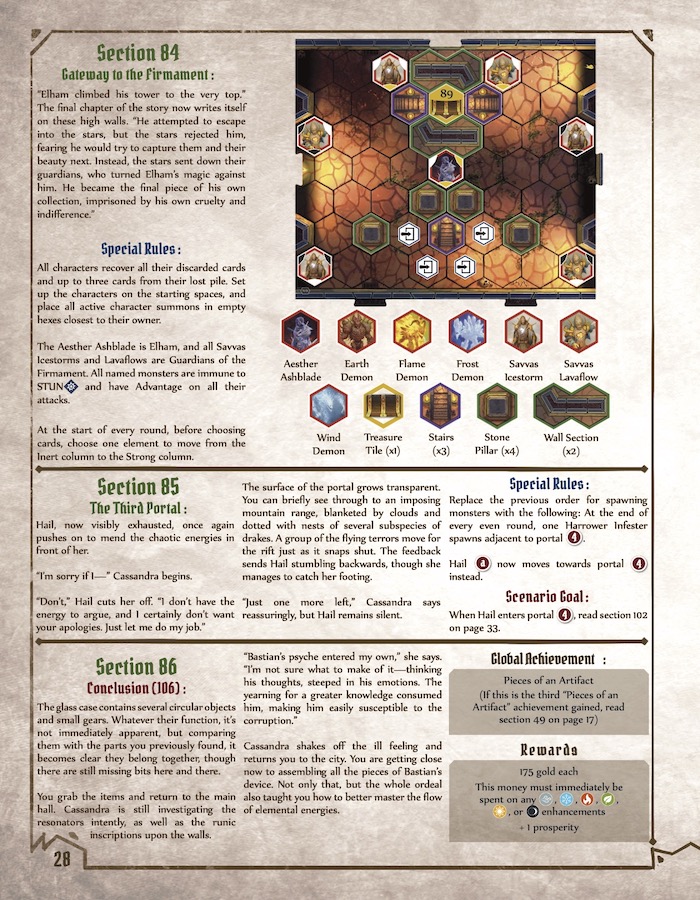 Section 84
Gateway to the Firmament:
“Elham climbed his tower to the very top.”
The final chapter of the story now writes itself
on these high walls. “He attempted to escape
into the stars, but the stars rejected him,
fearing he would try to capture them and their
beauty next. Instead, the stars sent down their
guardians, who turned Elham’s magic against
him. He became the final piece of his own
collection, imprisoned by his own cruelty and
indifference.”
Special Rules:
All characters recover all their discarded cards
and up to three cards from their lost pile. Set
up the characters on the starting spaces, and
place all active character summons in empty
hexes closest to their owner.
The Aesther Ashblade is Elham, and all Savvas
Icestorms and Lavaflows are Guardians of the
Firmament. All named monsters are immune to
STUN and have Advantage on all their
attacks.
At the start of every round, before choosing
cards, choose one element to move from the
Inert column to the Strong column.
89
Aesther
Ashblade
Earth
Demon
Flame
Demon
Frost
Demon
Savvas
Icestorm
Savvas
Lavaflow
Wind
Demon
Treasure
Tile (x1)
Stairs
(x3)
Stone
Pillar (x4)
Wall Section
(x2)
Section 85
The Third Portal:
Hail, now visibly exhausted, once again
pushes on to mend the chaotic energies in
front of her.
“I’m sorry if I—” Cassandra begins.
“Don’t,” Hail cuts her off. “I don’t have the
energy to argue, and I certainly don’t want
your apologies. Just let me do my job.”
The surface of the portal grows transparent.
You can briefly see through to an imposing
mountain range, blanketed by clouds and
dotted with nests of several subspecies of
drakes. A group of the flying terrors move for
the rift just as it snaps shut. The feedback
sends Hail stumbling backwards, though she
manages to catch her footing.
“Just one more left,” Cassandra says
reassuringly, but Hail remains silent.
Special Rules:
Replace the previous order for spawning
monsters with the following: At the end of
every even round, one Harrower Infester
spawns adjacent to portal 4.
Hail a now moves towards portal 4
instead.
Scenario Goal:
When Hail enters portal 4, read section 102
on page 33.
Section 86
Conclusion (106):
The glass case contains several circular objects
and small gears. Whatever their function, it’s
not immediately apparent, but comparing
them with the parts you previously found, it
becomes clear they belong together, though
there are still missing bits here and there.
You grab the items and return to the main
hall. Cassandra is still investigating the
resonators intently, as well as the runic
inscriptions upon the walls.
“Bastian’s psyche entered my own,” she says.
“I’m not sure what to make of it—thinking
his thoughts, steeped in his emotions. The
yearning for a greater knowledge consumed
him, making him easily susceptible to the
corruption.”
Cassandra shakes off the ill feeling and
returns you to the city. You are getting close
now to assembling all the pieces of Bastian’s
device. Not only that, but the whole ordeal
also taught you how to better master the flow
of elemental energies.
Global Achievement :
Pieces of an Artifact
(If this is the third “Pieces of an
Artifact” achievement gained, read
section 49 on page 17)
Rewards
175 gold each
This money must immediately be
spent on any , , , ,
, or enhancements
+ 1 prosperity
28